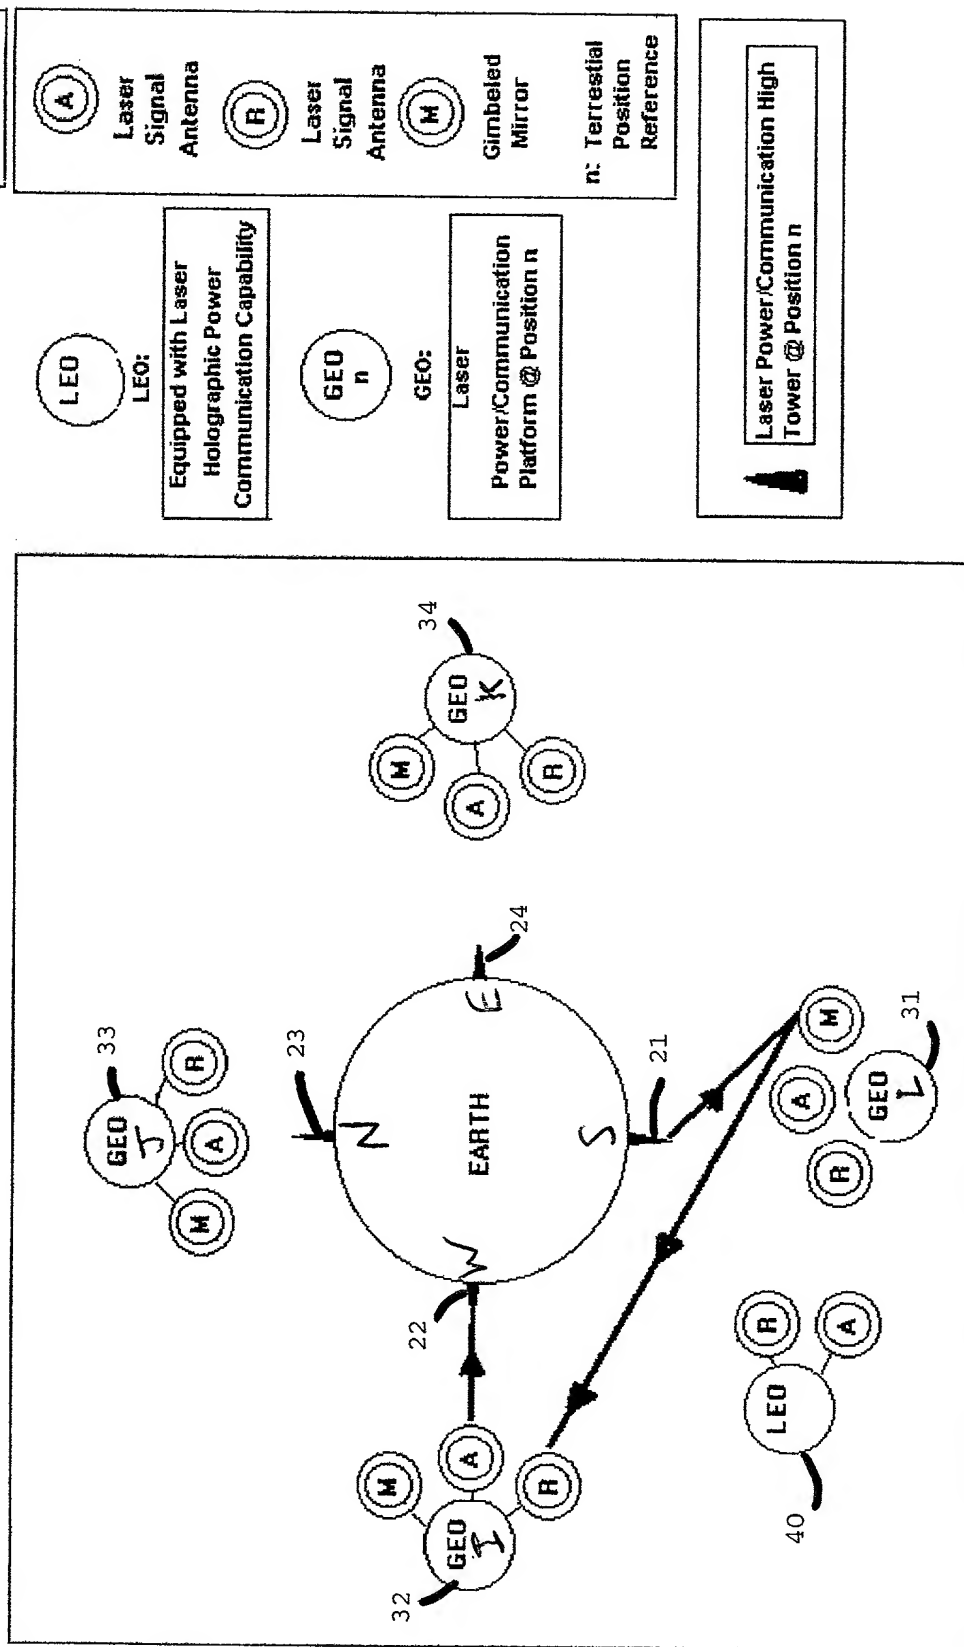 LEO
LEO:
Equipped with Laser
Holographic Power
Communication Capability
GEO
n
GEO:
Laser
Power/Communication
Platform @ Position n
A
Laser
Signal
Antenna
R
Laser
Signal
Antenna
M
Gimbeled
Mirror
n: Terrestial
Position
Reference
Laser Power/Communication High
Tower @ Position n
33
GEO
J
M
A
R
23
N
32
GEO
I
M
A
R
22
W
EARTH
E
24
34
GEO
K
M
A
R
S
21
40
LEO
R
A
R
A
M
GEO
L
31